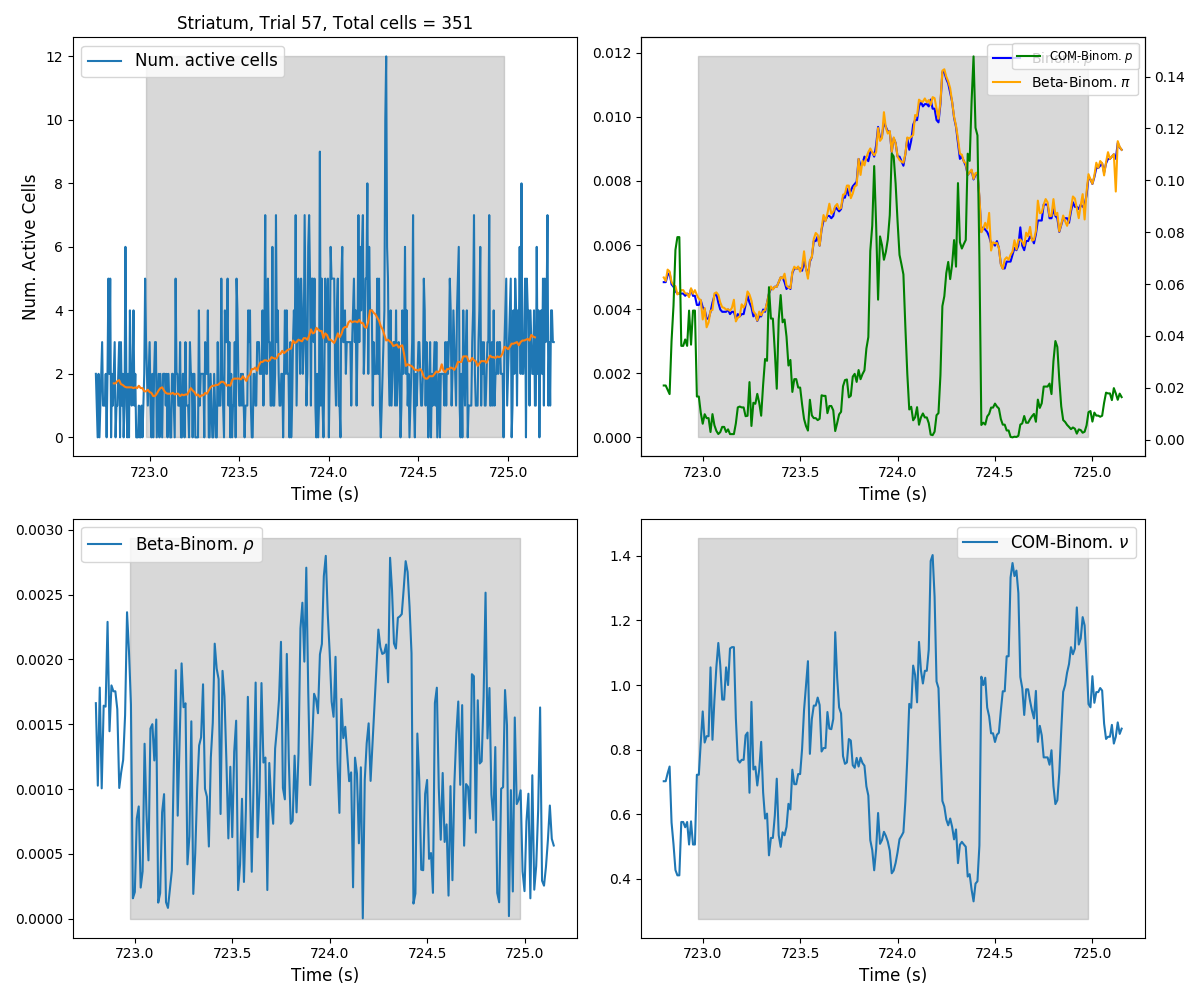 Striatum, Trial 57, Total cells = 351
Num. active cells
12
10
8
6
4
2
0
Num. Active Cells
723.0 723.5 724.0 724.5 725.0
Time (s)
COM-Binom. p
Beta-Binom. π
0.012
0.010
0.008
0.006
0.004
0.002
0.000
0.14
0.12
0.10
0.08
0.06
0.04
0.02
0.00
723.0 723.5 724.0 724.5 725.0
Time (s)
Beta-Binom. ρ
0.0030
0.0025
0.0020
0.0015
0.0010
0.0005
0.0000
723.0 723.5 724.0 724.5 725.0
Time (s)
COM-Binom. ν
1.4
1.2
1.0
0.8
0.6
0.4
723.0 723.5 724.0 724.5 725.0
Time (s)